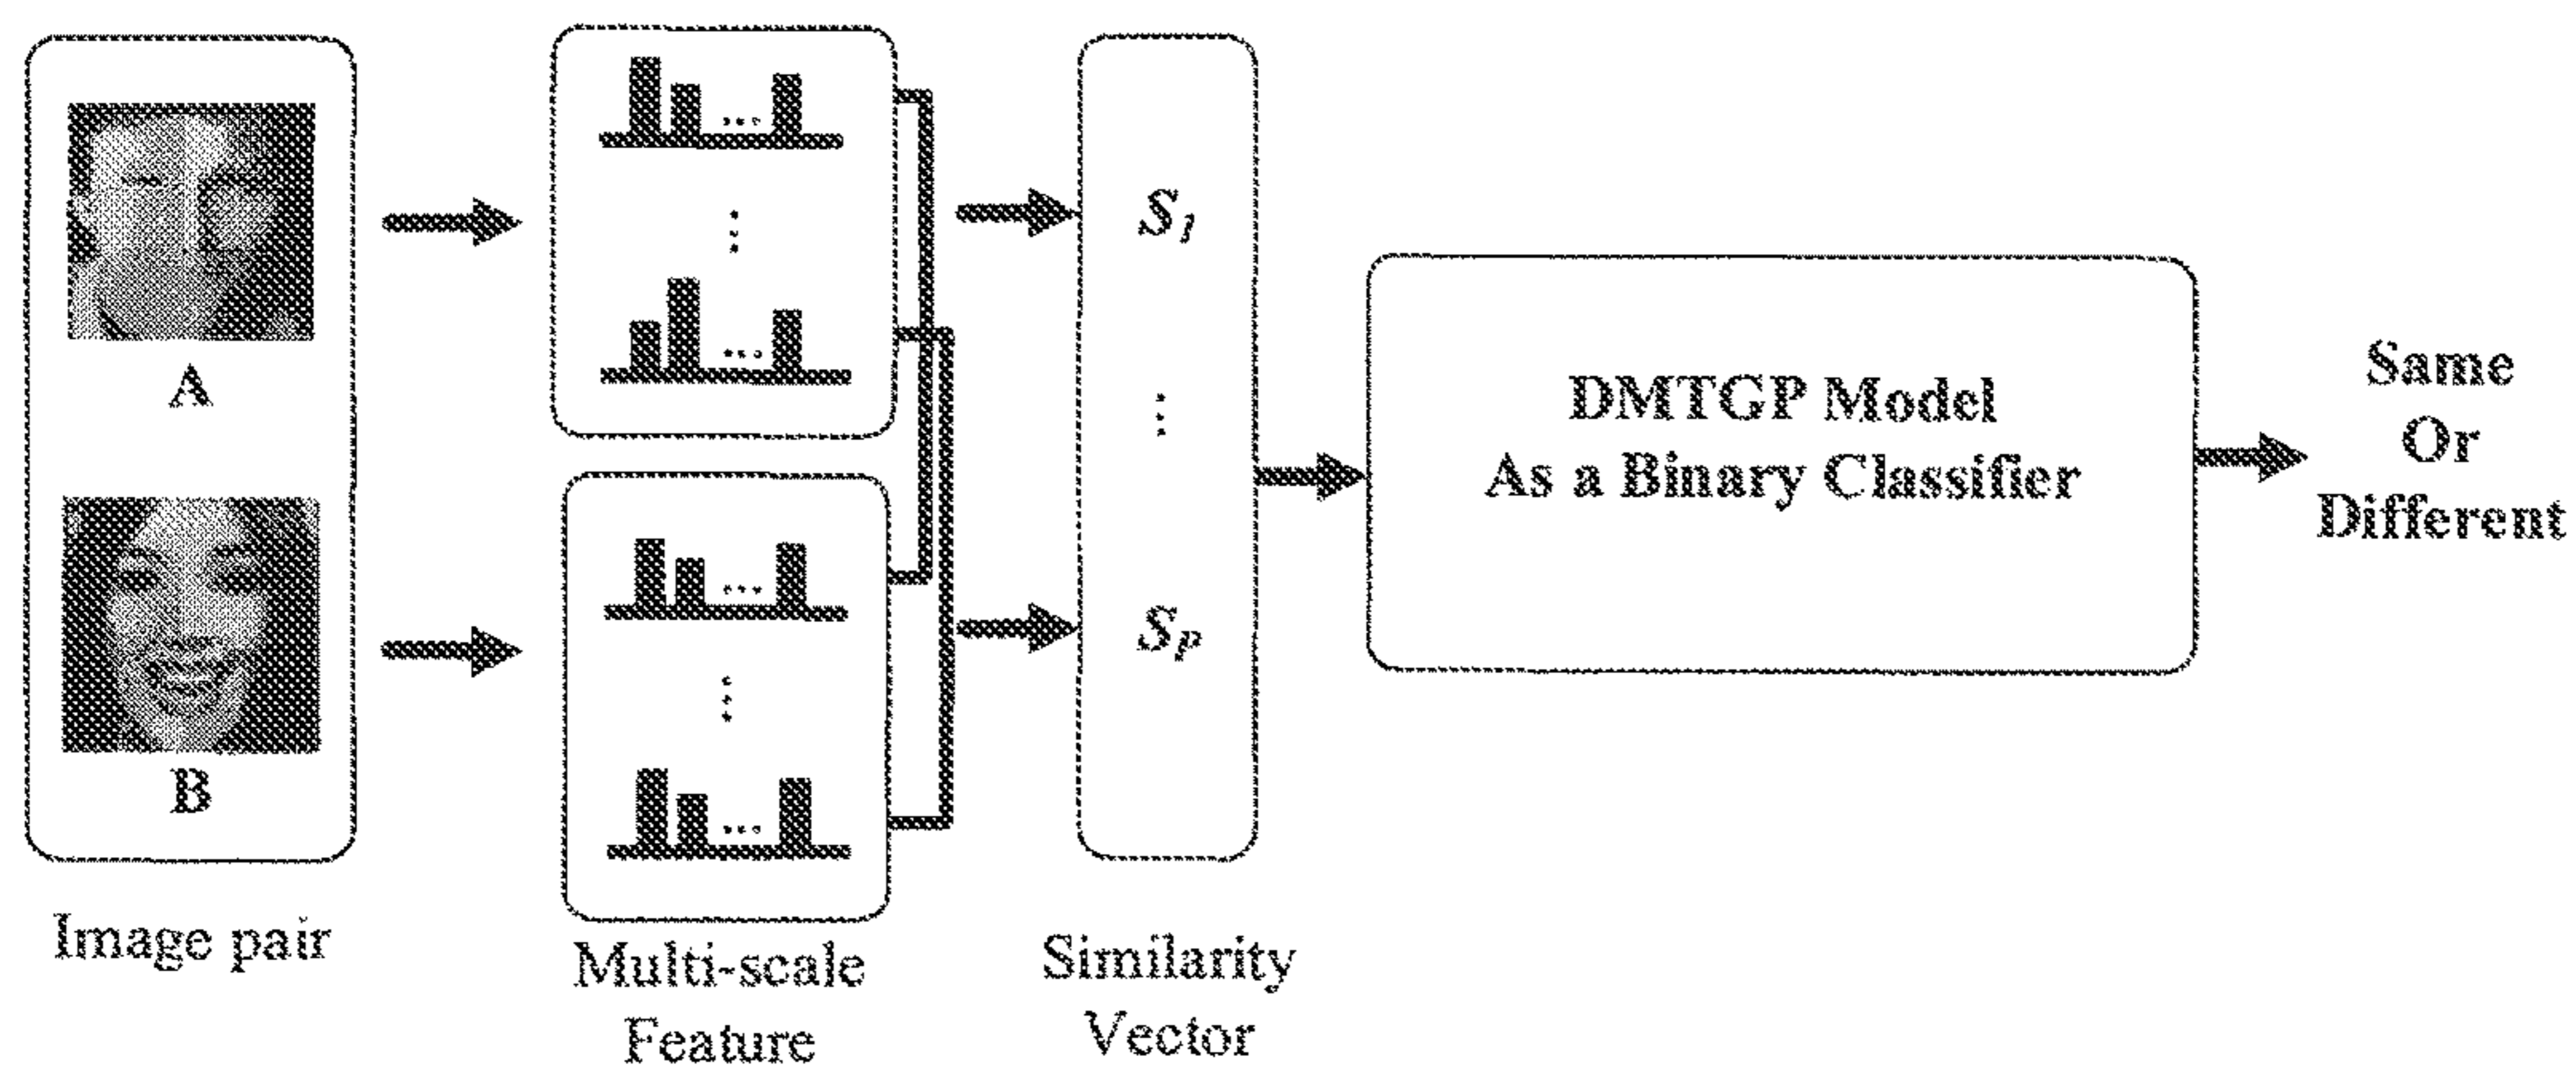 A
B
Image pair
Multi-scale
Feature
S1
Sp
Similarity
Vector
DMTGP Model
As a Binary Classifier
Same
Or
Different